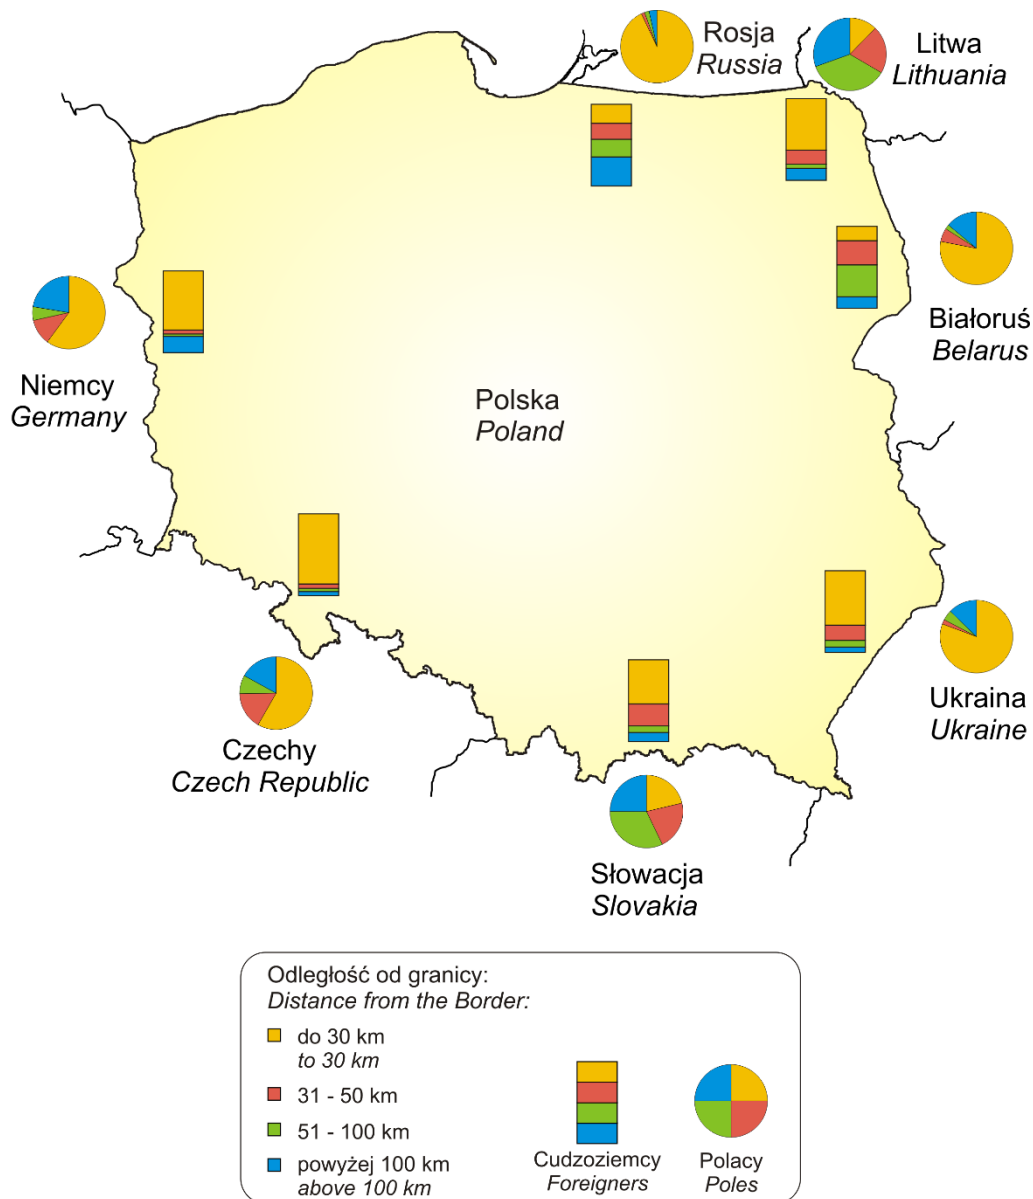 Rosja
Russia
Litwa
Lithuania
Białoruś
Belarus
Niemcy
Germany
Polska
Poland
Ukraina
Ukraine
Czechy
Czech Republic
Słowacja
Slovakia
Odległość od granicy:
Distance from the Border:
do 30 km
to 30 km
31 - 50 km
51 - 100 km
powyżej 100 km
above 100 km
Cudzoziemcy
Foreigners
Polacy
Poles